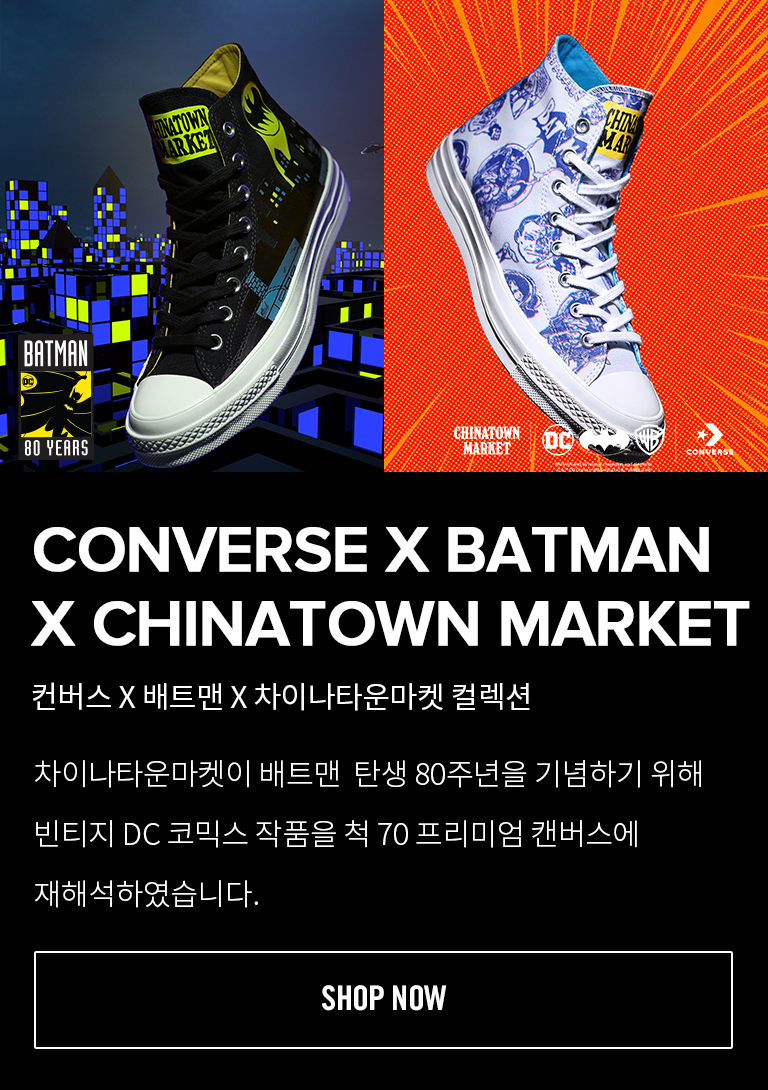 CHINATOWN
MARKET
BATMAN
DC
80 YEARS
CHINATOWN
MARKET
DC
WB
CONVERSE
CONVERSE X BATMAN
X CHINATOWN MARKET
컨버스 X 배트맨 X 차이나타운마켓 컬렉션
차이나타운마켓이 배트맨 탄생 80주년을 기념하기 위해
빈티지 DC 코믹스 작품을 척 70 프리미엄 캔버스에
재해석하였습니다.
SHOP NOW